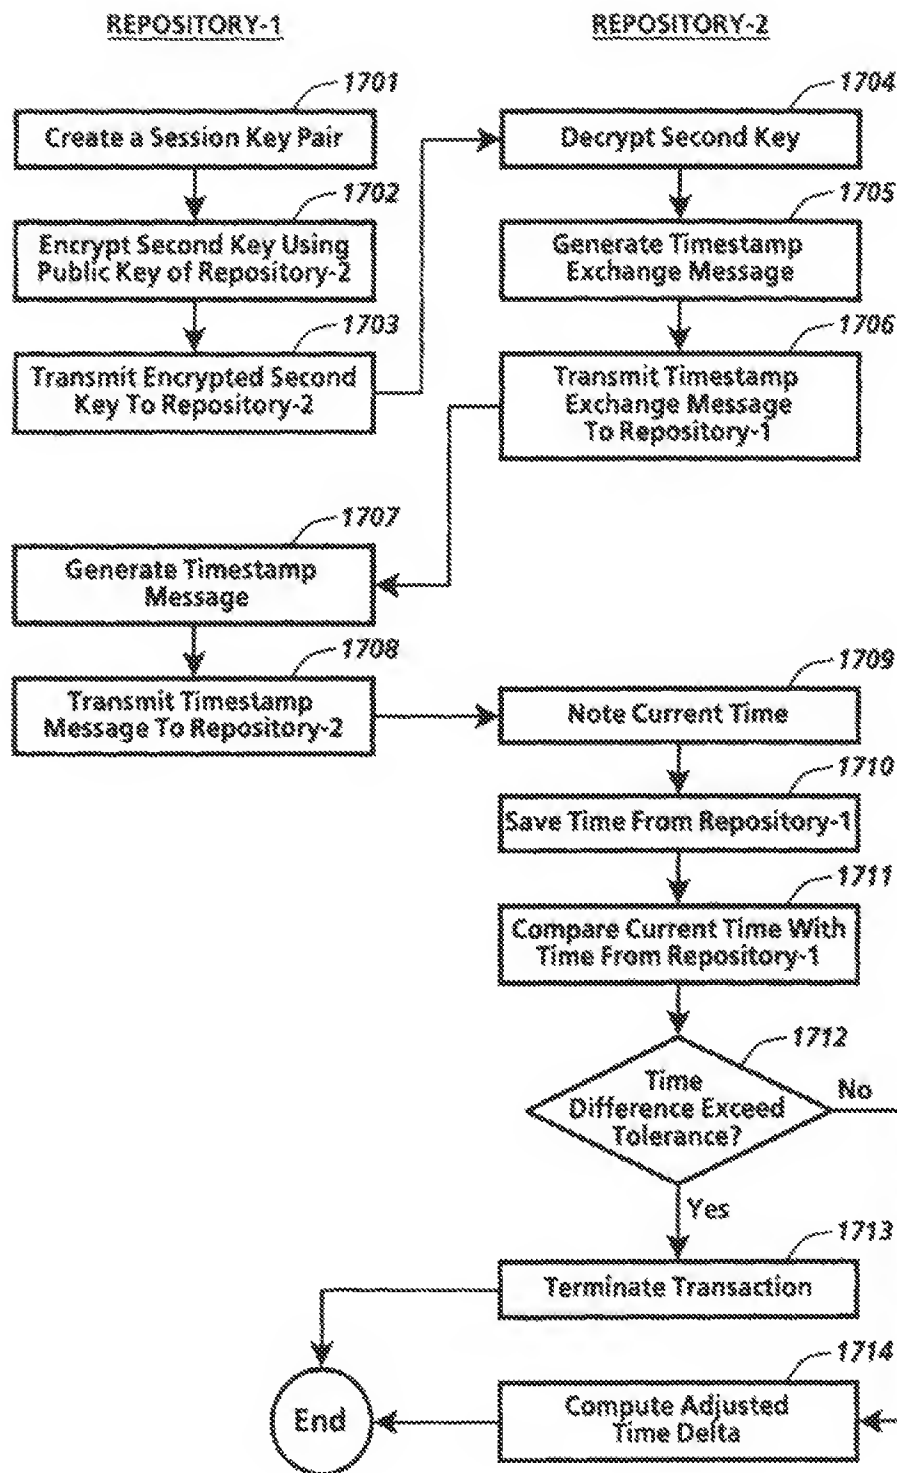 REPOSITORY-1
REPOSITORY-2
1701
Create a Session Key Pair
1702
Encrypt Second Key Using
Public Key of Repository-2
1703
Transmit Encrypted Second
Key To Repository-2
1704
Decrypt Second Key
1705
Generate Timestamp
Exchange Message
1706
Transmit Timestamp
Exchange Message
To Repository-1
1707
Generate Timestamp
Message
1708
Transmit Timestamp
Message To Repository-2
1709
Note Current Time
1710
Save Time From Repository-1
1711
Compare Current Time With
Time From Repository-1
1712
Time
Difference Exceed
Tolerance?
No
Yes
1713
Terminate Transaction
1714
Compute Adjusted
Time Delta
End